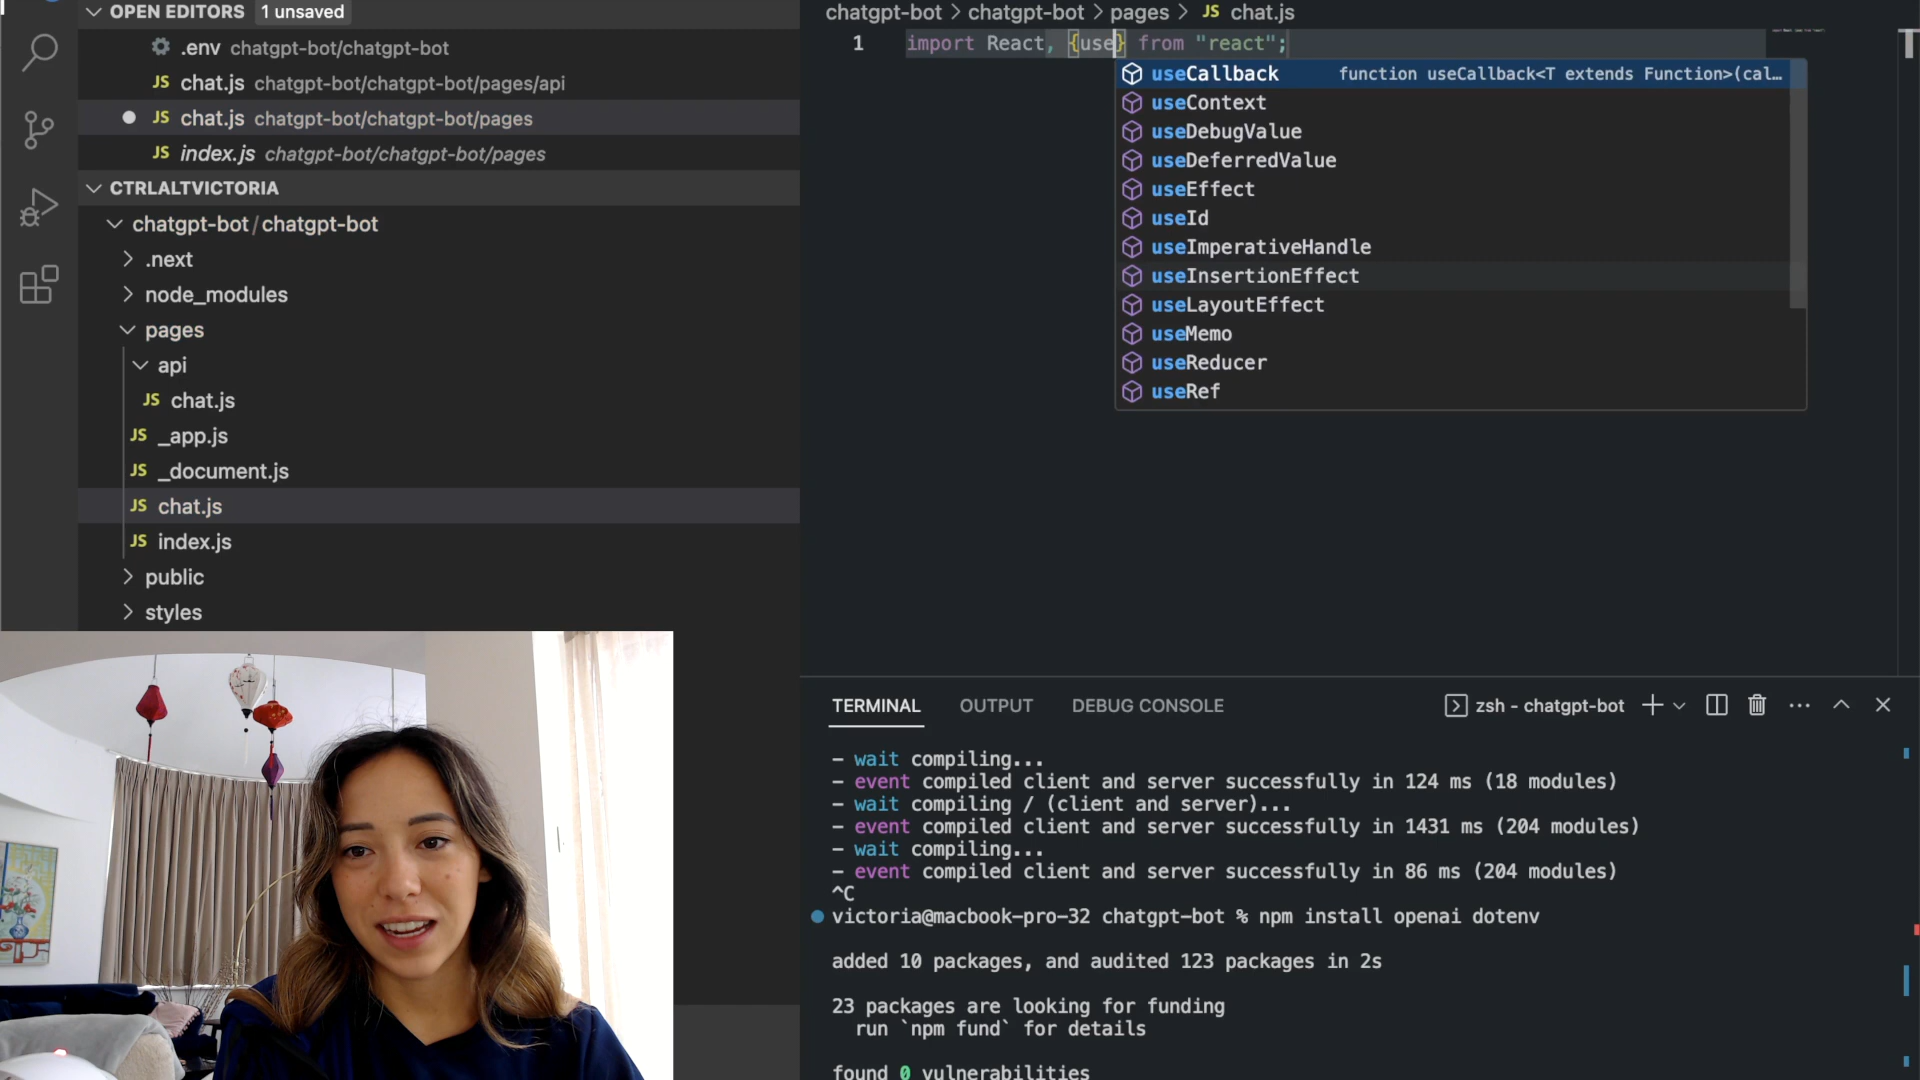 OPEN EDITORS 1 unsaved
.env chatgpt-bot/chatgpt-bot
JS chat.js chatgpt-bot/chatgpt-bot/pages/api
JS chat.js chatgpt-bot/chatgpt-bot/pages
JS index.js chatgpt-bot/chatgpt-bot/pages
CTRLALTVICTORIA
chatgpt-bot/chatgpt-bot
.next
node_modules
pages
api
JS chat.js
JS _app.js
JS _document.js
JS chat.js
JS index.js
public
styles
chatgpt-bot > chatgpt-bot > pages > JS chat.js
1 import React, {use} from "react";
useCallback function useCallback<T extends Function>(cal…
useContext
useDebugValue
useDeferredValue
useEffect
useId
useImperativeHandle
useInsertionEffect
useLayoutEffect
useMemo
useReducer
useRef
TERMINAL OUTPUT DEBUG CONSOLE zsh - chatgpt-bot
- wait compiling...
- event compiled client and server successfully in 124 ms (18 modules)
- wait compiling / (client and server)...
- event compiled client and server successfully in 1431 ms (204 modules)
- wait compiling...
- event compiled client and server successfully in 86 ms (204 modules)
^C
victoria@macbook-pro-32 chatgpt-bot % npm install openai dotenv
added 10 packages, and audited 123 packages in 2s
23 packages are looking for funding
run `npm fund` for details
found 0 vulnerabilities